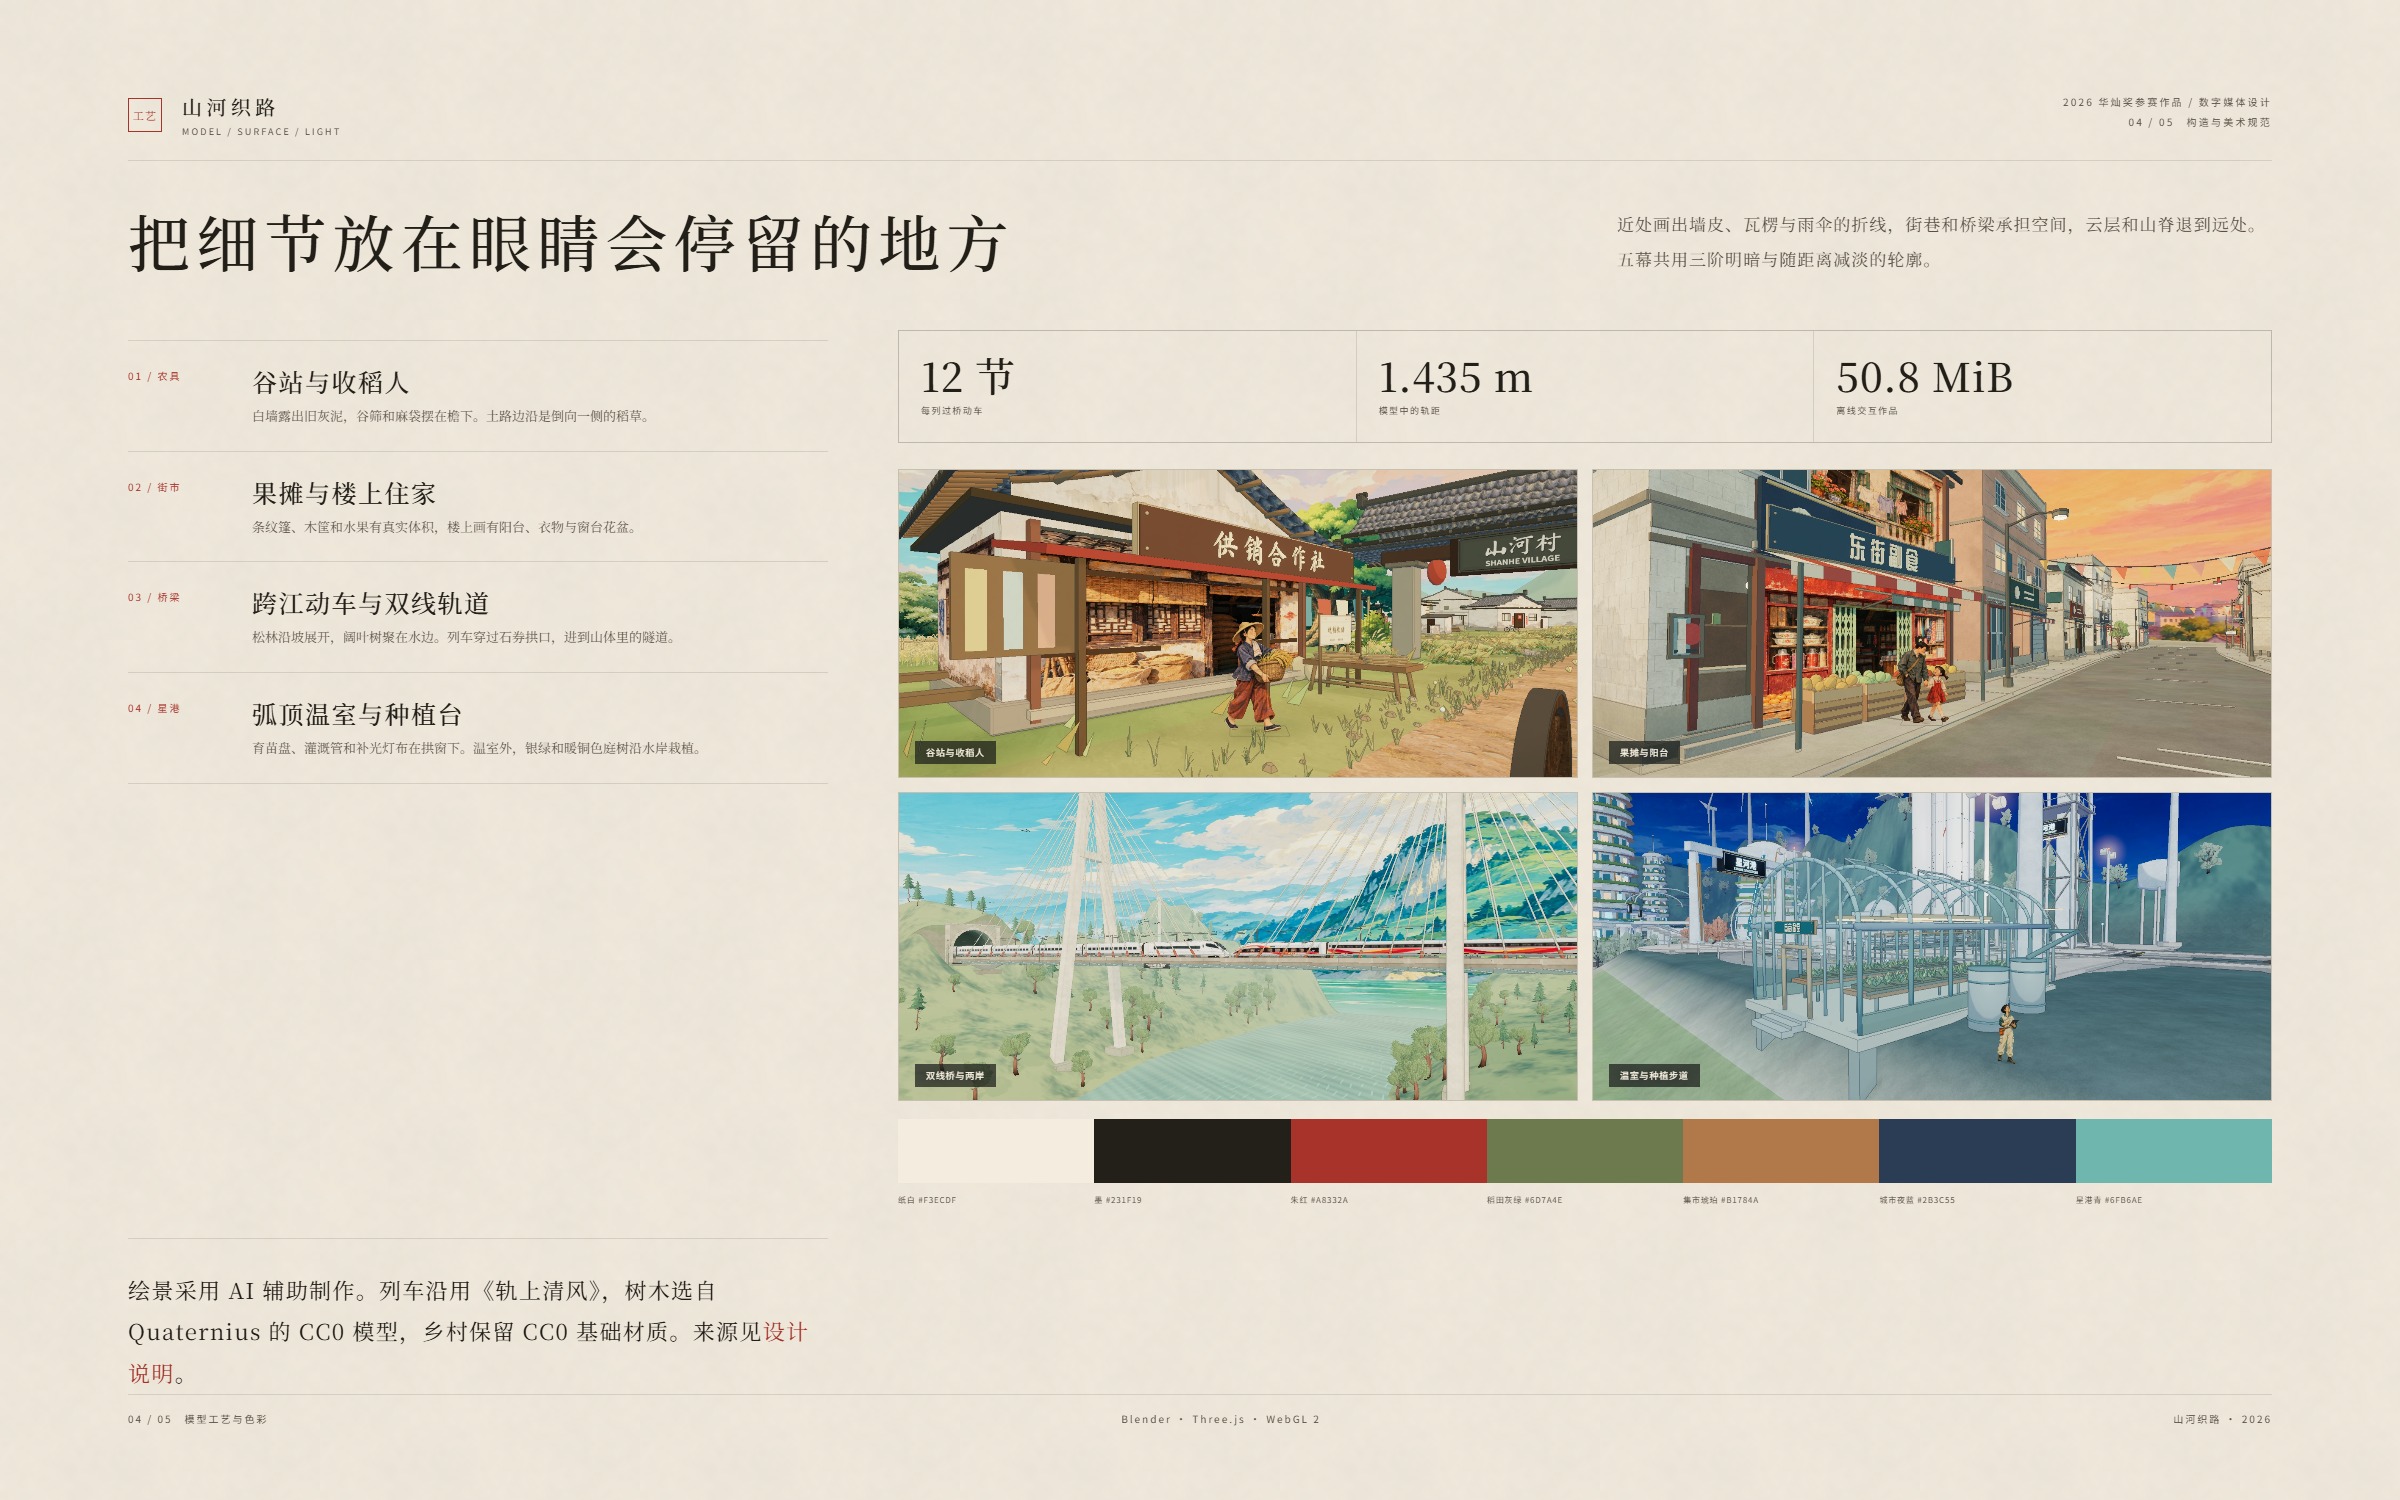 工艺
山河织路
MODEL / SURFACE / LIGHT
2026 华灿奖参赛作品 / 数字媒体设计
04 / 05 构造与美术规范
把细节放在眼睛会停留的地方
近处画出墙皮、瓦楞与雨伞的折线，街巷和桥梁承担空间，云层和山脊退到远处。
五幕共用三阶明暗与随距离减淡的轮廓。
01 / 农具
谷站与收稻人
白墙露出旧灰泥，谷筛和麻袋摆在檐下。土路边沿是倒向一侧的稻草。
02 / 街市
果摊与楼上住家
条纹篷、木筐和水果有真实体积，楼上画有阳台、衣物与窗台花盆。
03 / 桥梁
跨江动车与双线轨道
松林沿坡展开，阔叶树聚在水边。列车穿过石券拱口，进到山体里的隧道。
04 / 星港
弧顶温室与种植台
育苗盘、灌溉管和补光灯布在拱窗下。温室外，银绿和暖铜色庭树沿水岸栽植。
12 节
每列过桥动车
1.435 m
模型中的轨距
50.8 MiB
离线交互作品
供销合作社
山河村
SHANHE VILLAGE
谷站与收稻人
东街副食
果摊与阳台
双线桥与两岸
星河港
温室与种植步道
纸白 #F3ECDF
墨 #231F19
朱红 #A8332A
稻田灰绿 #6D7A4E
集市琥珀 #B1784A
城市夜蓝 #2B3C55
星港青 #6FB6AE
绘景采用 AI 辅助制作。列车沿用《轨上清风》，树木选自
Quaternius 的 CC0 模型，乡村保留 CC0 基础材质。来源见设计
说明。
04 / 05 模型工艺与色彩
Blender · Three.js · WebGL 2
山河织路 · 2026